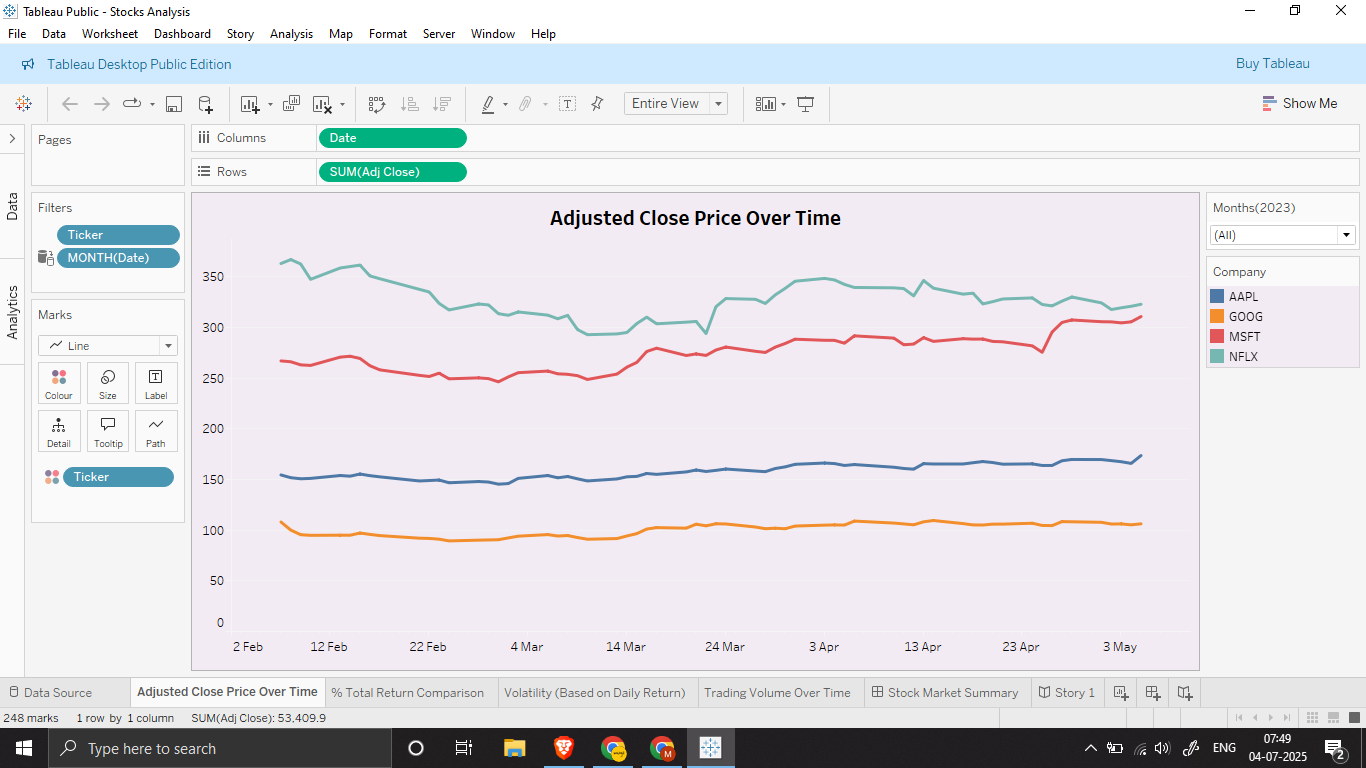 Tableau Public - Stocks Analysis
File Data Worksheet Dashboard Story Analysis Map Format Server Window Help
Tableau Desktop Public Edition Buy Tableau
Entire View Show Me
Data
Analytics
Pages
Filters
Ticker
MONTH(Date)
Marks
Line
Colour Size Label
Detail Tooltip Path
Ticker
Columns Date
Rows SUM(Adj Close)
Adjusted Close Price Over Time
350
300
250
200
150
100
50
0
2 Feb 12 Feb 22 Feb 4 Mar 14 Mar 24 Mar 3 Apr 13 Apr 23 Apr 3 May
Months(2023)
(All)
Company
AAPL
GOOG
MSFT
NFLX
Data Source Adjusted Close Price Over Time % Total Return Comparison Volatility (Based on Daily Return) Trading Volume Over Time Stock Market Summary Story 1
248 marks 1 row by 1 column SUM(Adj Close): 53,409.9
Type here to search
M
ENG
07:49
04-07-2025
2